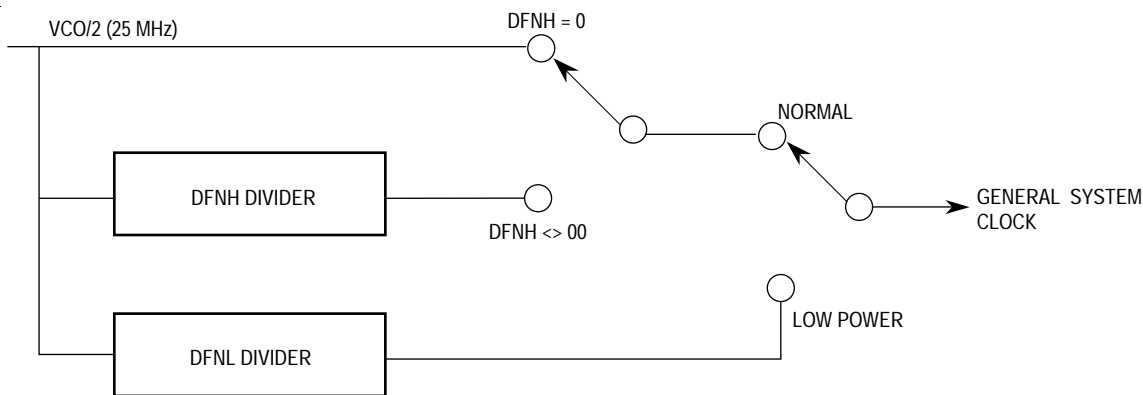 VCO/2 (25 MHz)
DFNH = 0
NORMAL
DFNH DIVIDER
GENERAL SYSTEM
CLOCK
DFNH <> 00
LOW POWER
DFNL DIVIDER